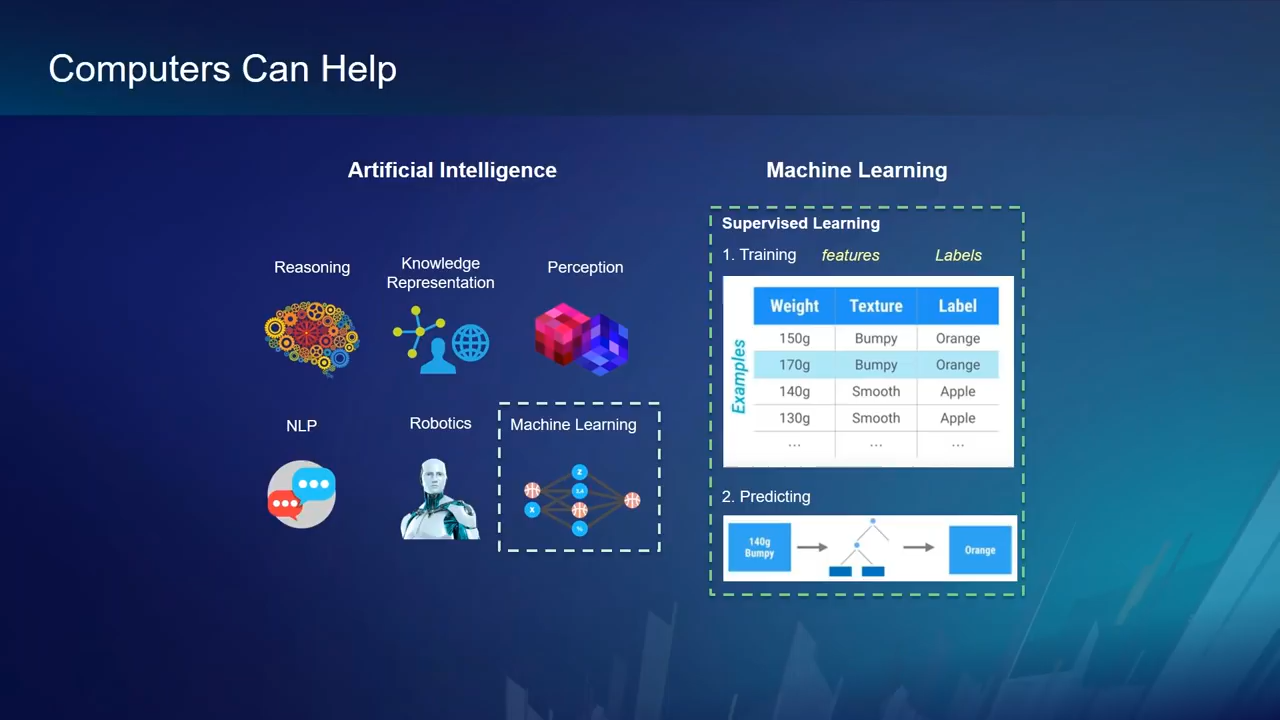 Computers Can Help
Artificial Intelligence
Reasoning
Knowledge
Representation
Perception
NLP
Robotics
Machine Learning
Z
3,4
X
%
Machine Learning
Supervised Learning
1. Training features Labels
Examples
Weight Texture Label
150g Bumpy Orange
170g Bumpy Orange
140g Smooth Apple
130g Smooth Apple
... ... ...
2. Predicting
140g
Bumpy
Orange